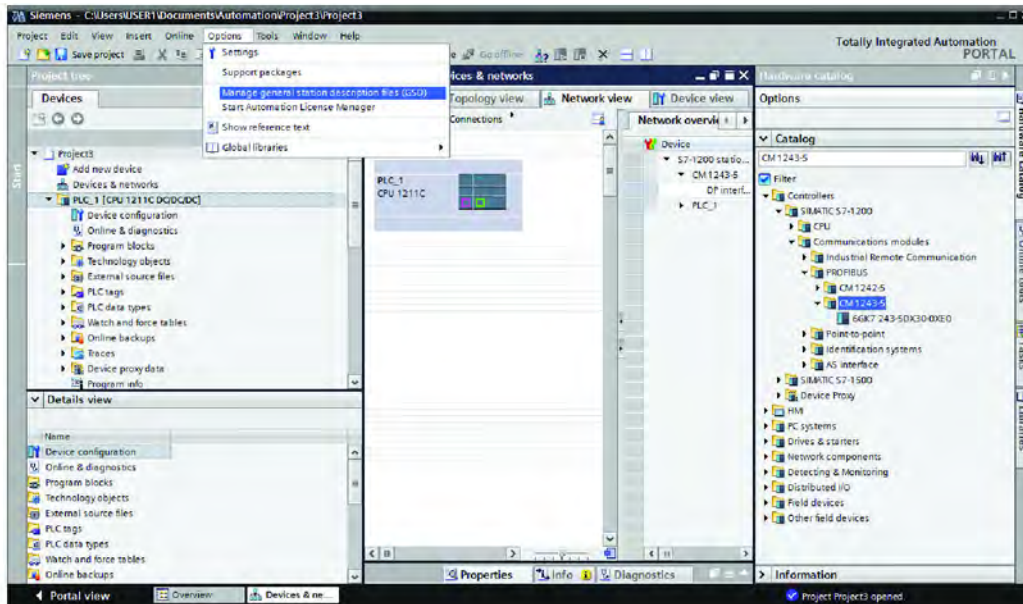 Siemens - C:\Users\USER1\Documents\Automation\Project3\Project3
Project Edit View Insert Online Options Tools Window Help
Totally Integrated Automation
PORTAL
Save project
Go offline
Settings
Support packages
Manage general station description files (GSD)
Start Automation License Manager
Show reference text
Global libraries
Project tree
Devices
Project3
Add new device
Devices & networks
PLC_1 [CPU 1211C DC/DC/DC]
Device configuration
Online & diagnostics
Program blocks
Technology objects
External source files
PLC tags
PLC data types
Watch and force tables
Online backups
Traces
Device proxy data
Program info
Details view
Name
Device configuration
Online & diagnostics
Program blocks
Technology objects
External source files
PLC tags
PLC data types
Watch and force tables
Online backups
ices & networks
Topology view
Network view
Device view
Connections
PLC_1
CPU 1211C
Network overvie
Device
S7-1200 statio...
CM 1243-5
DP interf...
PLC_1
Properties
Info
Diagnostics
Hardware catalog
Options
Catalog
CM1243-5
Filter
Controllers
SIMATIC S7-1200
CPU
Communications modules
Industrial Remote Communication
PROFIBUS
CM 1242-5
CM 1243-5
6GK7 243-5DX30-0XE0
Point-to-point
Identification systems
AS interface
SIMATIC S7-1500
Device Proxy
HMI
PC systems
Drives & starters
Network components
Detecting & Monitoring
Distributed I/O
Field devices
Other field devices
Information
Hardware catalog
Online tools
Tasks
Libraries
Start
Portal view
Overview
Devices & ne...
Project Project3 opened.